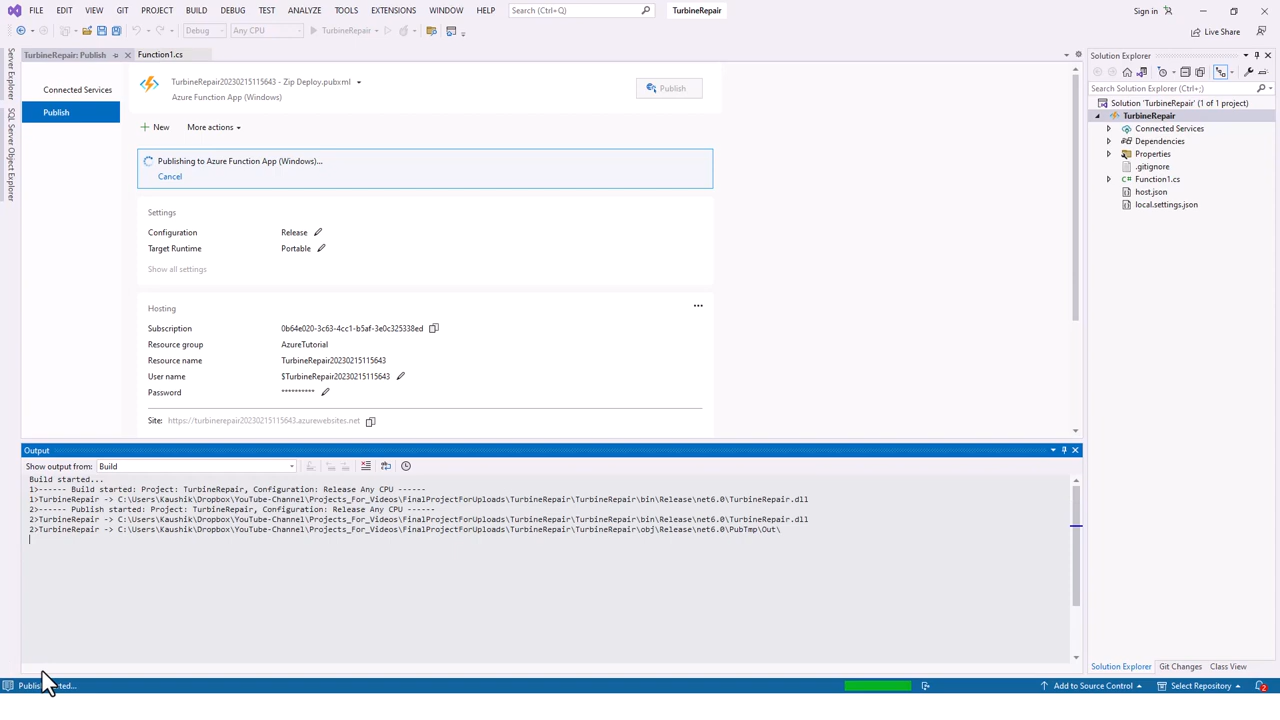 FILE EDIT VIEW GIT PROJECT BUILD DEBUG TEST ANALYZE TOOLS EXTENSIONS WINDOW HELP Search (Ctrl+Q) TurbineRepair Sign in
Debug Any CPU TurbineRepair Live Share
Server Explorer
SQL Server Object Explorer
TurbineRepair: Publish Function1.cs
Connected Services
Publish
TurbineRepair20230215115643 - Zip Deploy.pubxml
Azure Function App (Windows)
Publish
New More actions
Publishing to Azure Function App (Windows)...
Cancel
Settings
Configuration Release
Target Runtime Portable
Show all settings
Hosting
Subscription 0b64e020-3c63-4cc1-b5af-3e0c325338ed
Resource group AzureTutorial
Resource name TurbineRepair20230215115643
User name $TurbineRepair20230215115643
Password **********
Site: https://turbinerepair20230215115643.azurewebsites.net
Solution Explorer
Search Solution Explorer (Ctrl+;)
Solution 'TurbineRepair' (1 of 1 project)
TurbineRepair
Connected Services
Dependencies
Properties
.gitignore
Function1.cs
host.json
local.settings.json
Output
Show output from: Build
Build started...
1>------ Build started: Project: TurbineRepair, Configuration: Release Any CPU ------
1>TurbineRepair -> C:\Users\Kaushik\Dropbox\YouTube-Channel\Projects_For_Videos\FinalProjectForUploads\TurbineRepair\TurbineRepair\bin\Release\net6.0\TurbineRepair.dll
2>------ Publish started: Project: TurbineRepair, Configuration: Release Any CPU ------
2>TurbineRepair -> C:\Users\Kaushik\Dropbox\YouTube-Channel\Projects_For_Videos\FinalProjectForUploads\TurbineRepair\TurbineRepair\bin\Release\net6.0\TurbineRepair.dll
2>TurbineRepair -> C:\Users\Kaushik\Dropbox\YouTube-Channel\Projects_For_Videos\FinalProjectForUploads\TurbineRepair\TurbineRepair\obj\Release\net6.0\PubTmp\Out\
Solution Explorer Git Changes Class View
Add to Source Control Select Repository 2